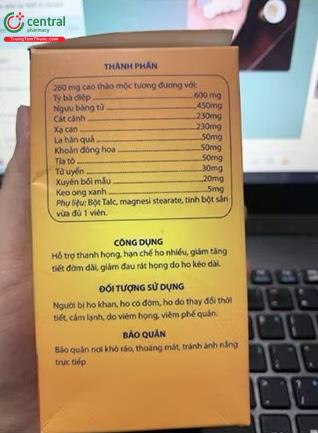 central
pharmacy
TrungTamThuoc.com
THÀNH PHẦN
260 mg cao thảo mộc tương đương với:
Tỳ bà diệp 600 mg
Ngưu bàng tử 450mg
Cát cánh 230mg
Xạ can 230mg
La hán quả 50mg
Khoản đông hoa 50mg
Tía tô 50mg
Tử uyển 30mg
Xuyên bối mẫu 20mg
Keo ong xanh 5mg
Phụ liệu: Bột Talc, magnesi stearate, tinh bột sắn
vừa đủ 1 viên.
CÔNG DỤNG
Hỗ trợ thanh họng, hạn chế ho nhiều, giảm tăng
tiết đờm dãi, giảm đau rát họng do ho kéo dài.
ĐỐI TƯỢNG SỬ DỤNG
Người bị ho khan, ho có đờm, ho do thay đổi thời
tiết, cảm lạnh, do viêm họng, viêm phế quản.
BẢO QUẢN
Bảo quản nơi khô ráo, thoáng mát, tránh ánh nắng
trực tiếp